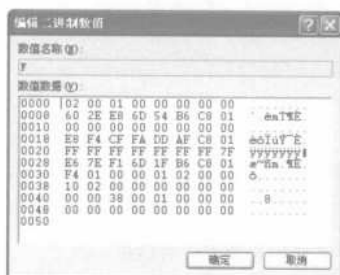 编辑二进制数值
数值名称(N):
F
数值数据(V):
0000 02 00 01 00 00 00 00 00 ........
0008 60 2E E8 6D 54 B6 C8 01 `.èmT¶È.
0010 00 00 00 00 00 00 00 00 ........
0018 E8 F4 CF FA DD AF C8 01
0020 FF FF FF FF FF FF FF 7F
0028 E6 7E F1 6D 1F B6 C8 01 æ~ñm.¶È.
0030 F4 01 00 00 01 02 00 00 ô.......
0038 10 02 00 00 00 00 00 00 ........
0040 00 00 38 00 01 00 00 00 ..8.....
0048 00 00 00 00 00 00 00 00 ........
0050
确定 取消